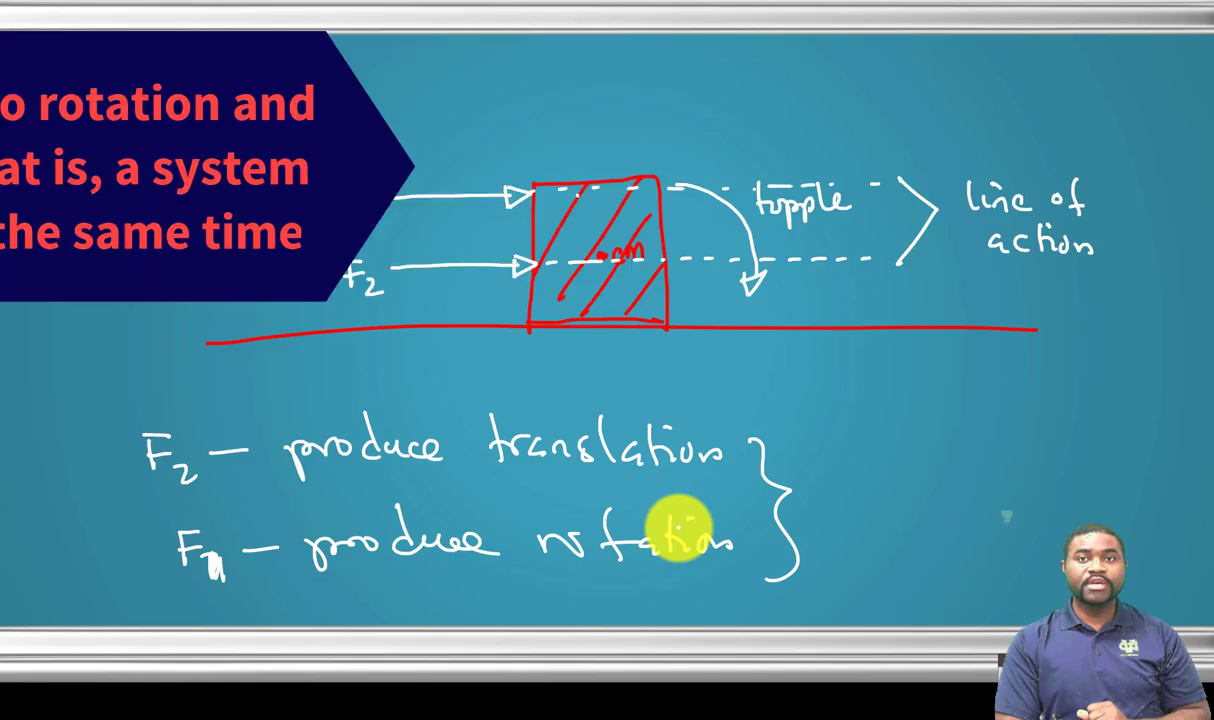 o rotation and
at is, a system
the same time
F2
cm
topple
line of
action
F2 – produce translation
F1 – produce rotation